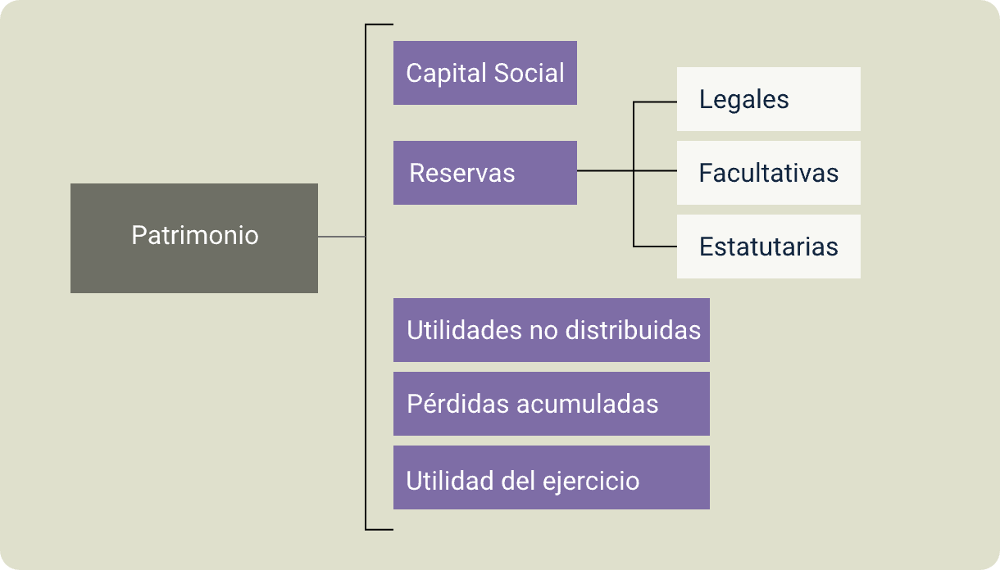 Patrimonio
Capital Social
Reservas
Legales
Facultativas
Estatutarias
Utilidades no distribuidas
Pérdidas acumuladas
Utilidad del ejercicio